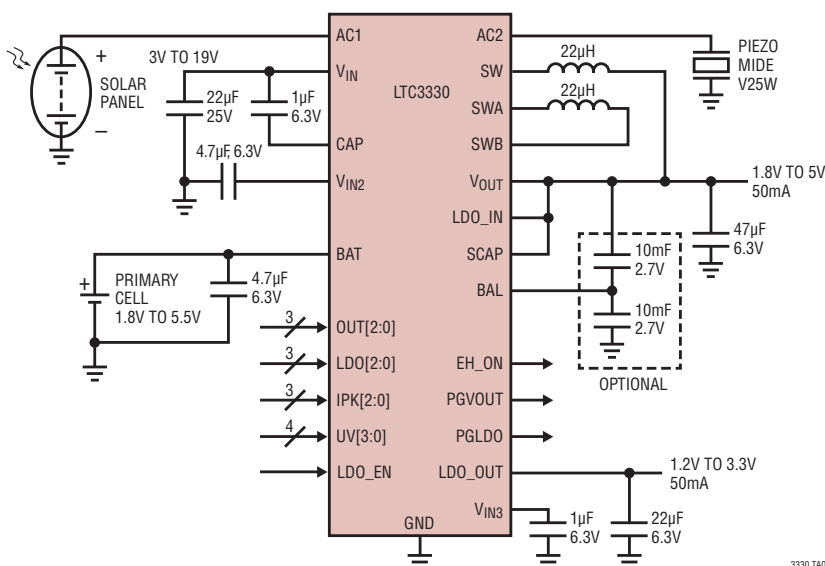 AC1
AC2
+
SOLAR
PANEL
–
3V TO 19V
VIN
22µF
25V
1µF
6.3V
CAP
4.7µF, 6.3V
VIN2
LTC3330
SW
22µH
SWA
22µH
SWB
PIEZO
MIDE
V25W
VOUT
1.8V TO 5V
50mA
LDO_IN
SCAP
BAL
47µF
6.3V
10mF
2.7V
10mF
2.7V
OPTIONAL
BAT
+
PRIMARY
CELL
1.8V TO 5.5V
4.7µF
6.3V
3
OUT[2:0]
3
LDO[2:0]
3
IPK[2:0]
4
UV[3:0]
LDO_EN
EH_ON
PGVOUT
PGLDO
LDO_OUT
1.2V TO 3.3V
50mA
VIN3
1µF
6.3V
22µF
6.3V
GND